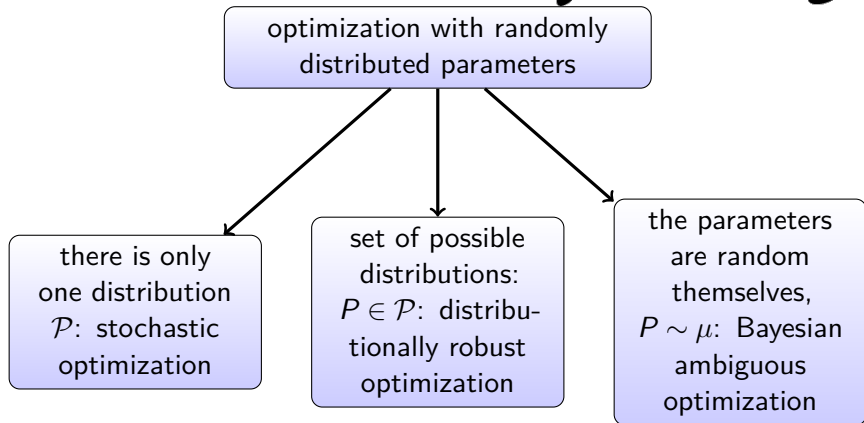 optimization with randomly
distributed parameters
there is only
one distribution
𝒫: stochastic
optimization
set of possible
distributions:
P ∈ 𝒫: distribu-
tionally robust
optimization
the parameters
are random
themselves,
P ∼ μ: Bayesian
ambiguous
optimization